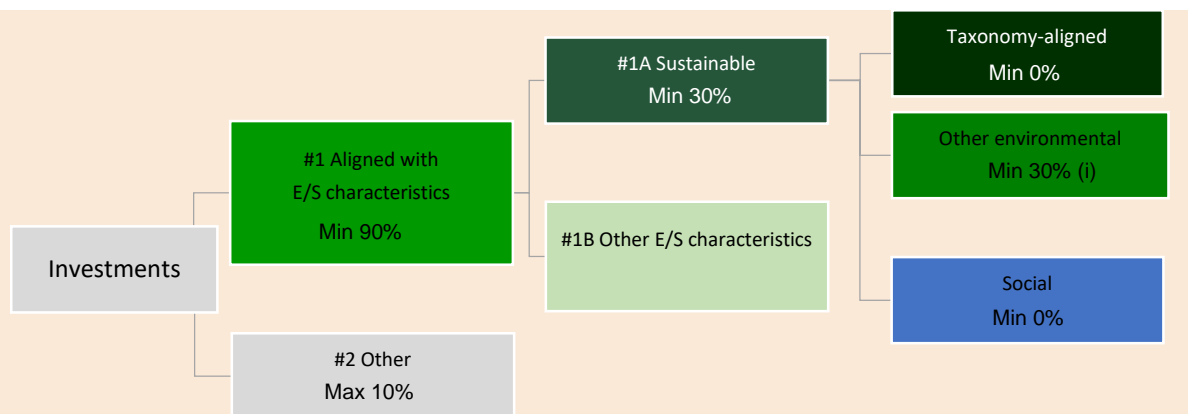 Investments
#1 Aligned with
E/S characteristics
Min 90%
#2 Other
Max 10%
#1A Sustainable
Min 30%
#1B Other E/S characteristics
Taxonomy-aligned
Min 0%
Other environmental
Min 30% (i)
Social
Min 0%